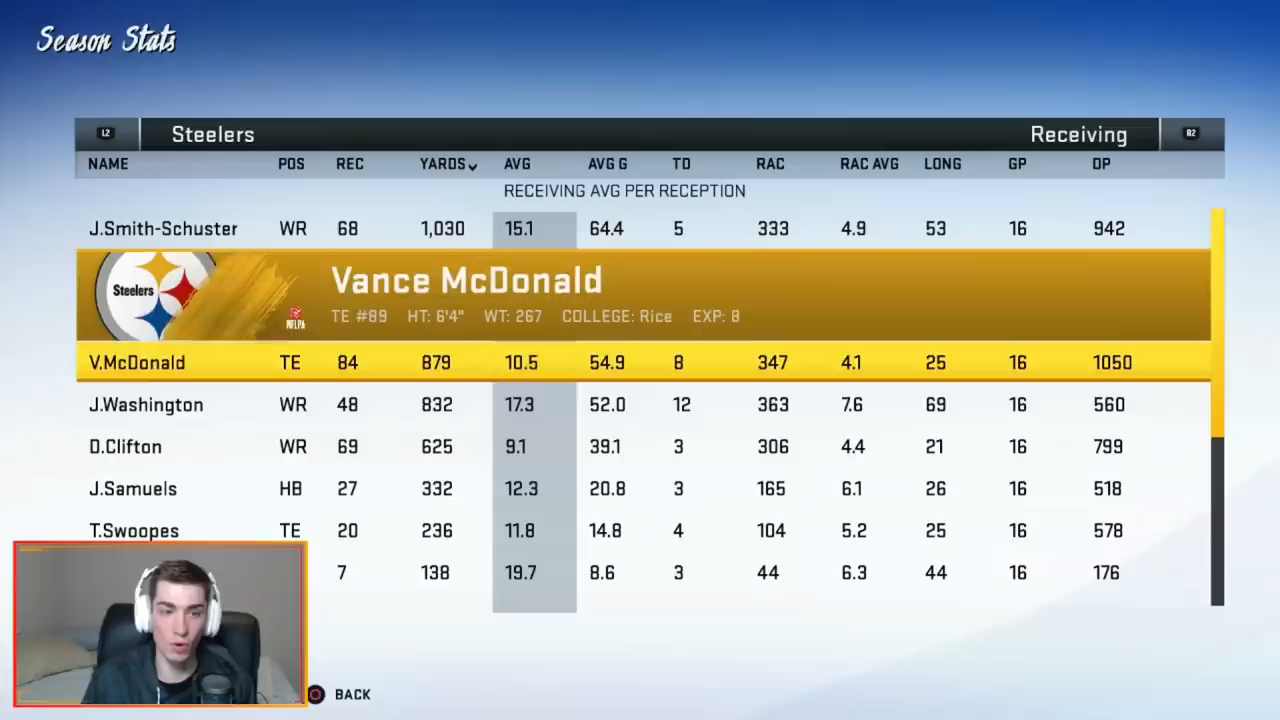 Season Stats
L2 Steelers Receiving R2
NAME POS REC YARDS AVG AVG G TD RAC RAC AVG LONG GP DP
RECEIVING AVG PER RECEPTION
J.Smith-Schuster WR 68 1,030 15.1 64.4 5 333 4.9 53 16 942
Steelers
NFLPA
Vance McDonald
TE #89 HT: 6'4" WT: 267 COLLEGE: Rice EXP: 8
V.McDonald TE 84 879 10.5 54.9 8 347 4.1 25 16 1050
J.Washington WR 48 832 17.3 52.0 12 363 7.6 69 16 560
D.Clifton WR 69 625 9.1 39.1 3 306 4.4 21 16 799
J.Samuels HB 27 332 12.3 20.8 3 165 6.1 26 16 518
T.Swoopes TE 20 236 11.8 14.8 4 104 5.2 25 16 578
7 138 19.7 8.6 3 44 6.3 44 16 176
BACK